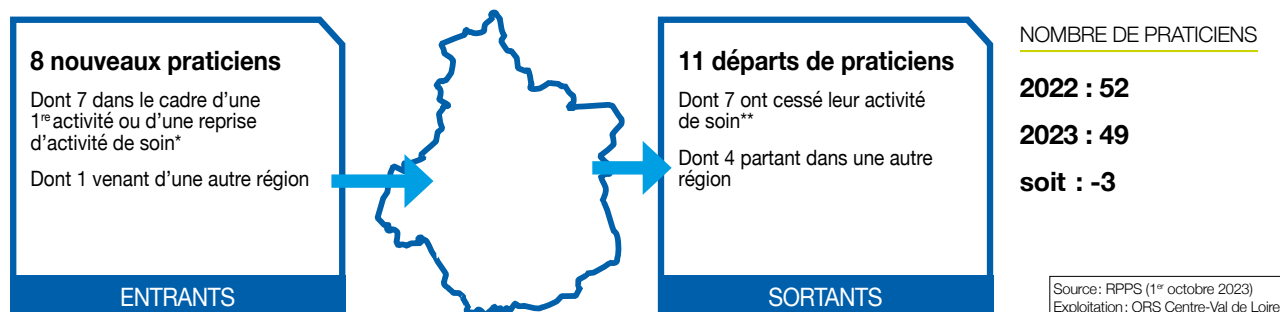 8 nouveaux praticiens
Dont 7 dans le cadre d'une
1re activité ou d'une reprise
d'activité de soin*
Dont 1 venant d'une autre région
ENTRANTS
11 départs de praticiens
Dont 7 ont cessé leur activité
de soin**
Dont 4 partant dans une autre
région
SORTANTS
NOMBRE DE PRATICIENS
2022 : 52
2023 : 49
soit : -3
Source : RPPS (1er octobre 2023)
Exploitation : ORS Centre-Val de Loire